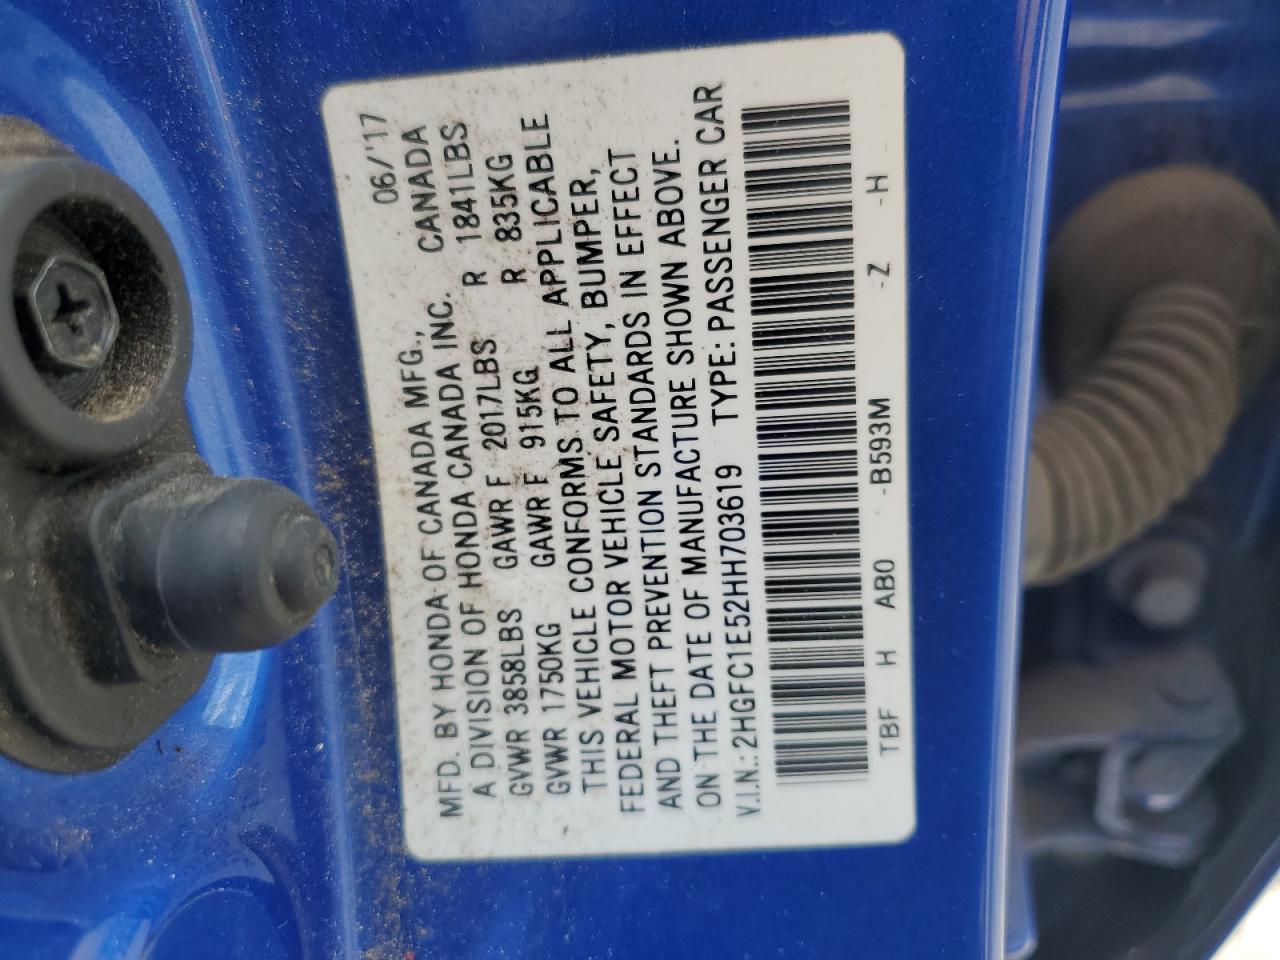 MFD. BY HONDA OF CANADA MFG., 06/'17
A DIVISION OF HONDA CANADA INC. CANADA
GVWR 3858LBS GAWR F 2017LBS R 1841LBS
GVWR 1750KG GAWR F 915KG R 835KG
THIS VEHICLE CONFORMS TO ALL APPLICABLE
FEDERAL MOTOR VEHICLE SAFETY, BUMPER,
AND THEFT PREVENTION STANDARDS IN EFFECT
ON THE DATE OF MANUFACTURE SHOWN ABOVE.
V.I.N.:2HGFC1E52HH703619 TYPE: PASSENGER CAR
TBF H AB0 -B593M -Z -H